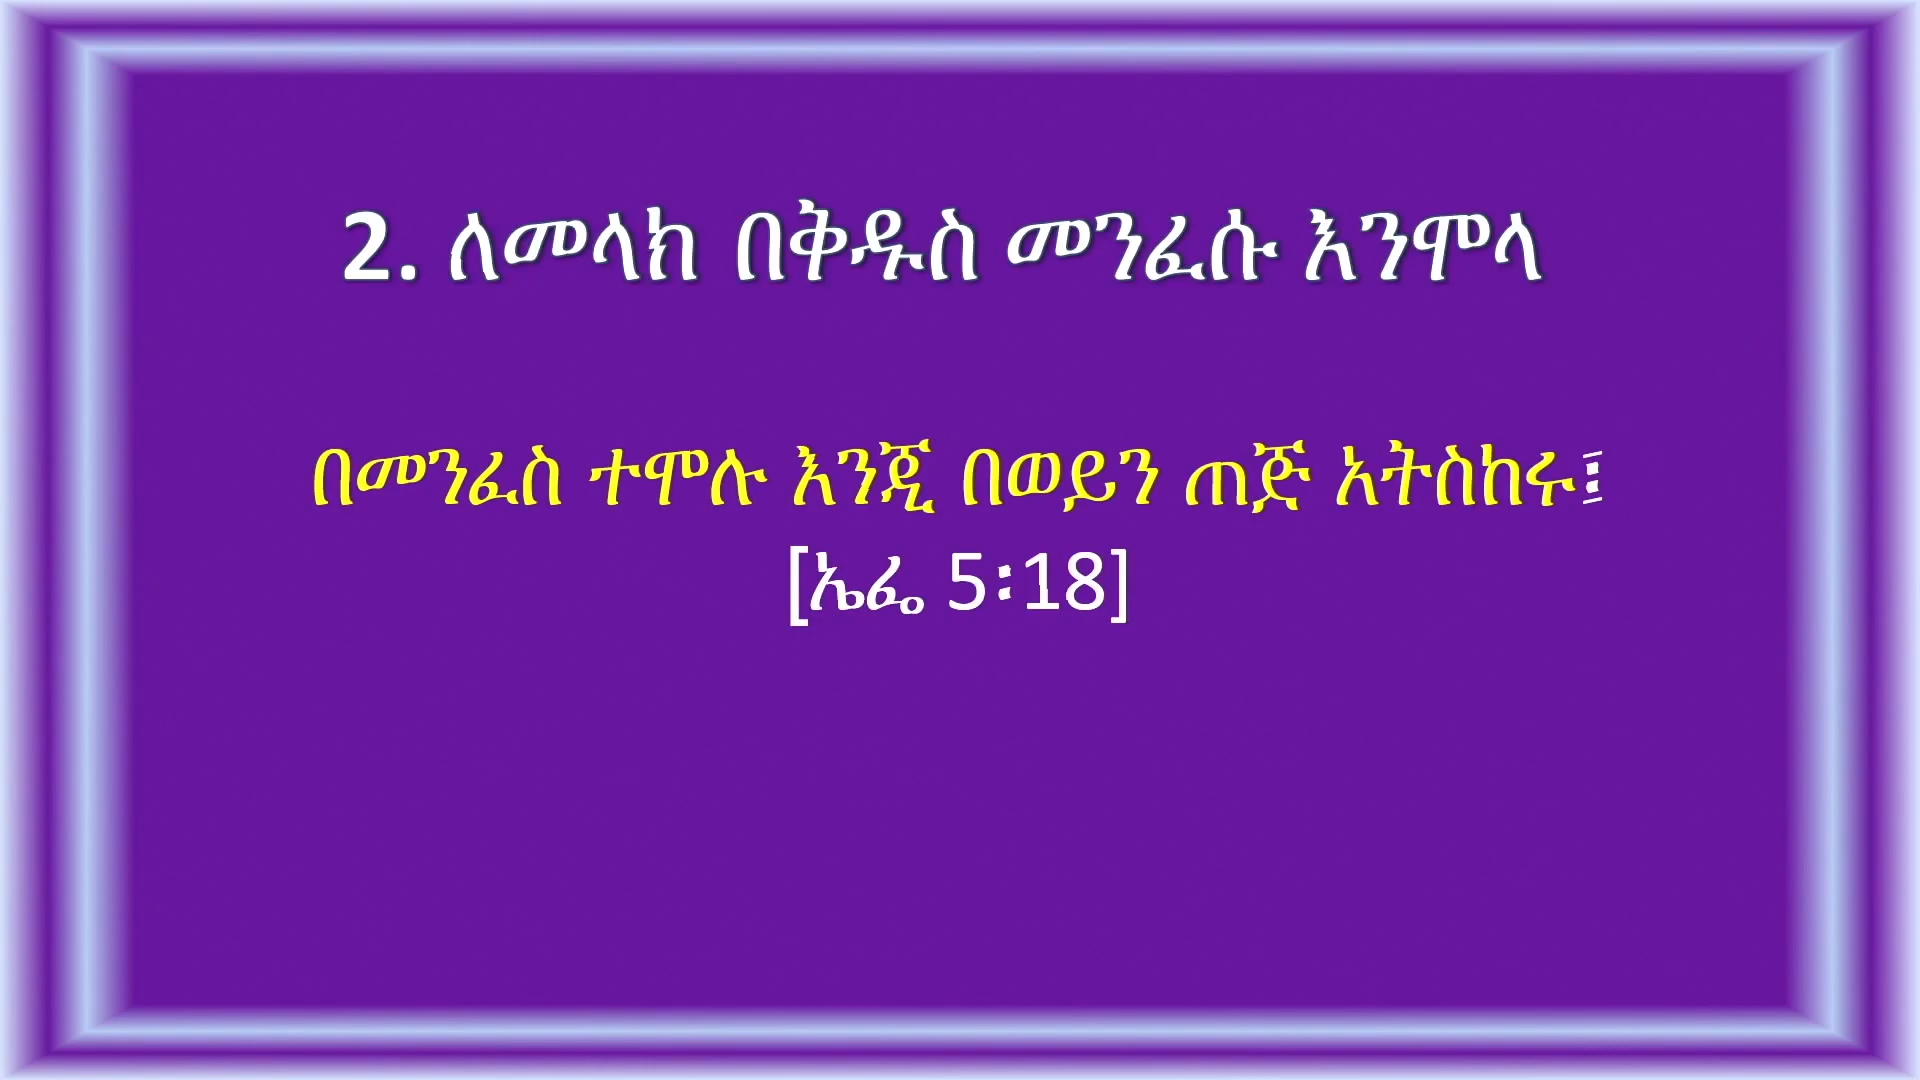 2. ለመላክ በቅዱስ መንፈሱ እንሞላ
በመንፈስ ተሞሉ እንጂ በወይን ጠጅ አትስከሩ፤
[ኤፌ 5፡18]